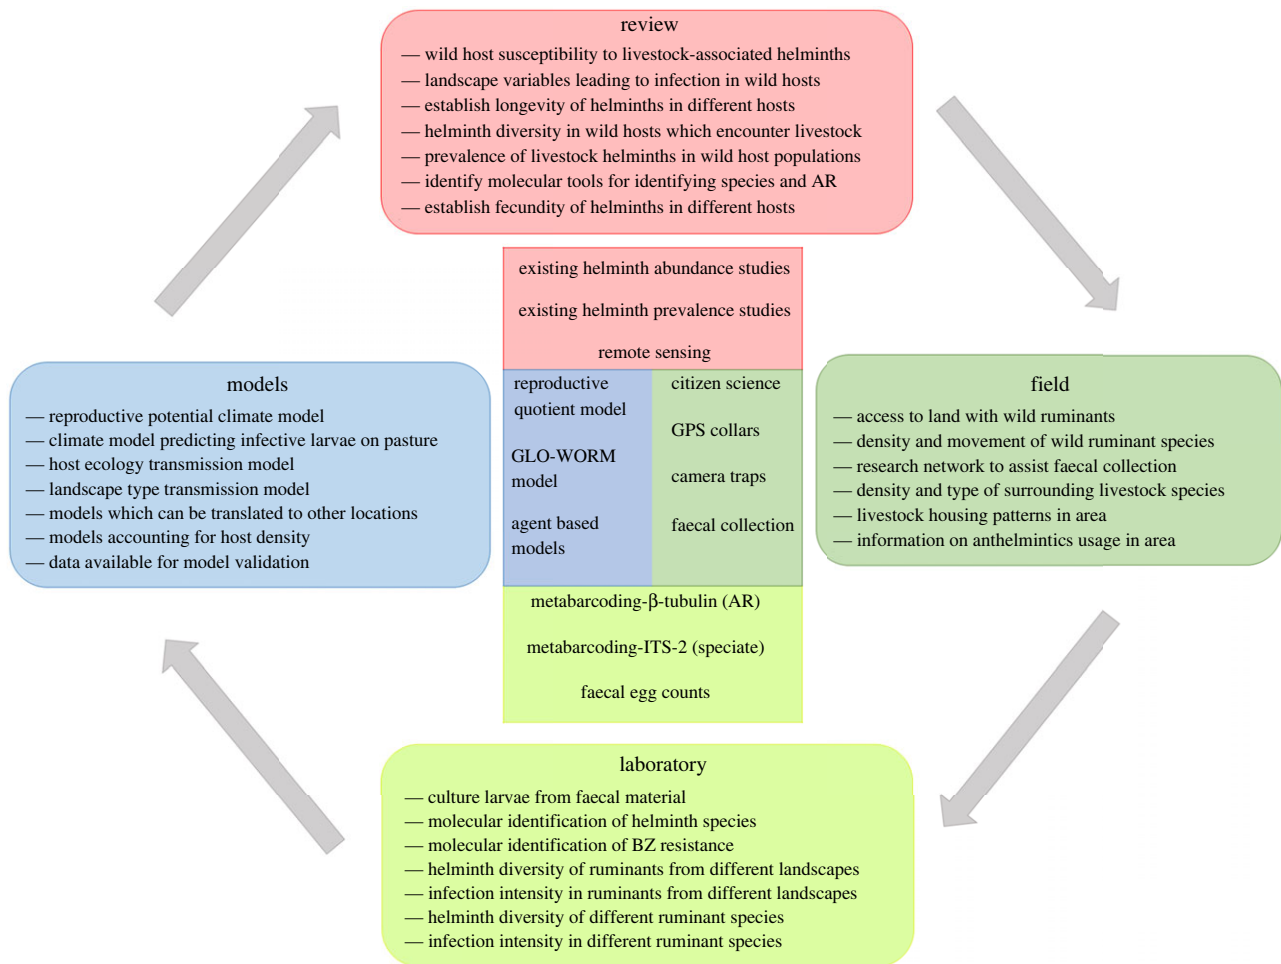 review
— wild host susceptibility to livestock-associated helminths
— landscape variables leading to infection in wild hosts
— establish longevity of helminths in different hosts
— helminth diversity in wild hosts which encounter livestock
— prevalence of livestock helminths in wild host populations
— identify molecular tools for identifying species and AR
— establish fecundity of helminths in different hosts
existing helminth abundance studies
existing helminth prevalence studies
remote sensing
models
— reproductive potential climate model
— climate model predicting infective larvae on pasture
— host ecology transmission model
— landscape type transmission model
— models which can be translated to other locations
— models accounting for host density
— data available for model validation
reproductive
quotient model
GLO-WORM
model
agent based
models
citizen science
GPS collars
camera traps
faecal collection
field
— access to land with wild ruminants
— density and movement of wild ruminant species
— research network to assist faecal collection
— density and type of surrounding livestock species
— livestock housing patterns in area
— information on anthelmintics usage in area
metabarcoding-β-tubulin (AR)
metabarcoding-ITS-2 (speciate)
faecal egg counts
laboratory
— culture larvae from faecal material
— molecular identification of helminth species
— molecular identification of BZ resistance
— helminth diversity of ruminants from different landscapes
— infection intensity in ruminants from different landscapes
— helminth diversity of different ruminant species
— infection intensity in different ruminant species